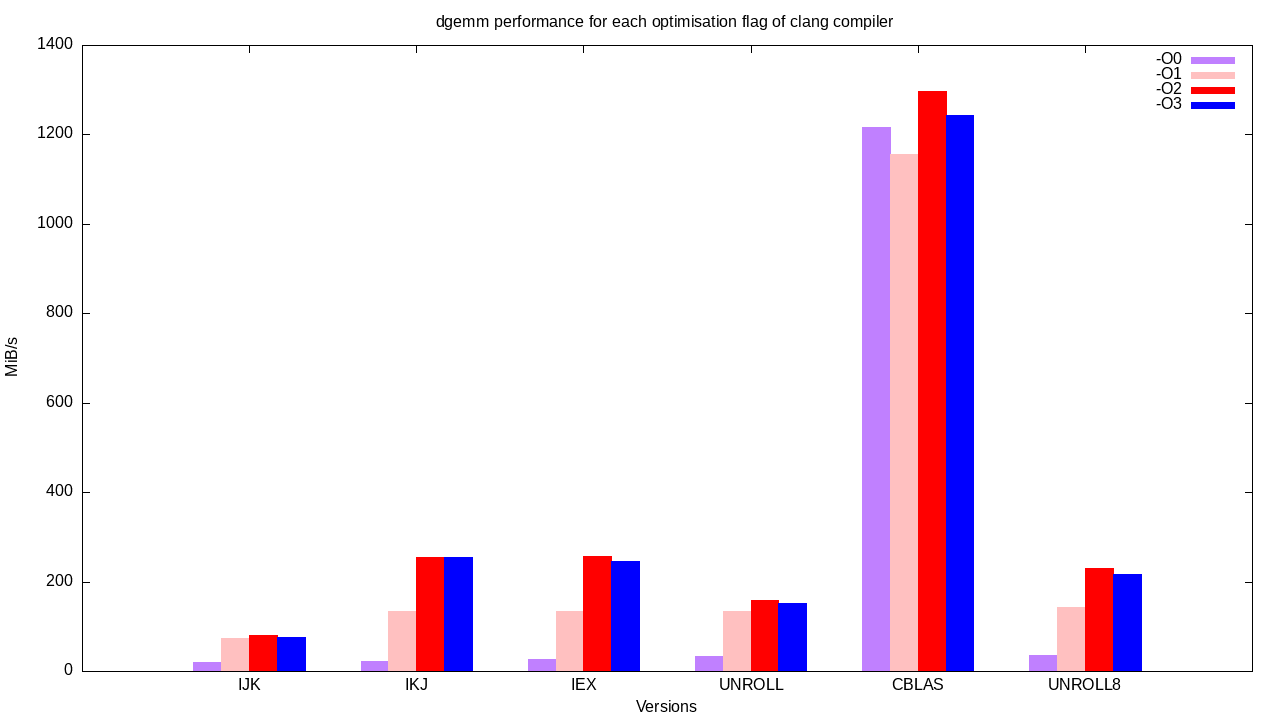 dgemm performance for each optimisation flag of clang compiler
1400
1200
1000
800
600
400
200
0
MiB/s
-O0
-O1
-O2
-O3
IJK IKJ IEX UNROLL CBLAS UNROLL8
Versions